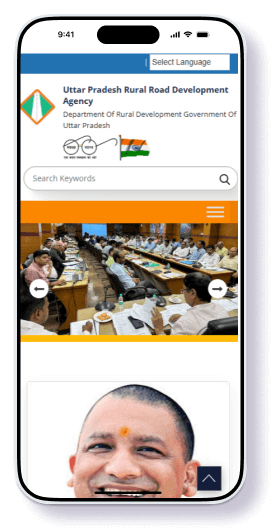 9:41
Select Language
Uttar Pradesh Rural Road Development
Agency
Department Of Rural Development Government Of
Uttar Pradesh
Search Keywords